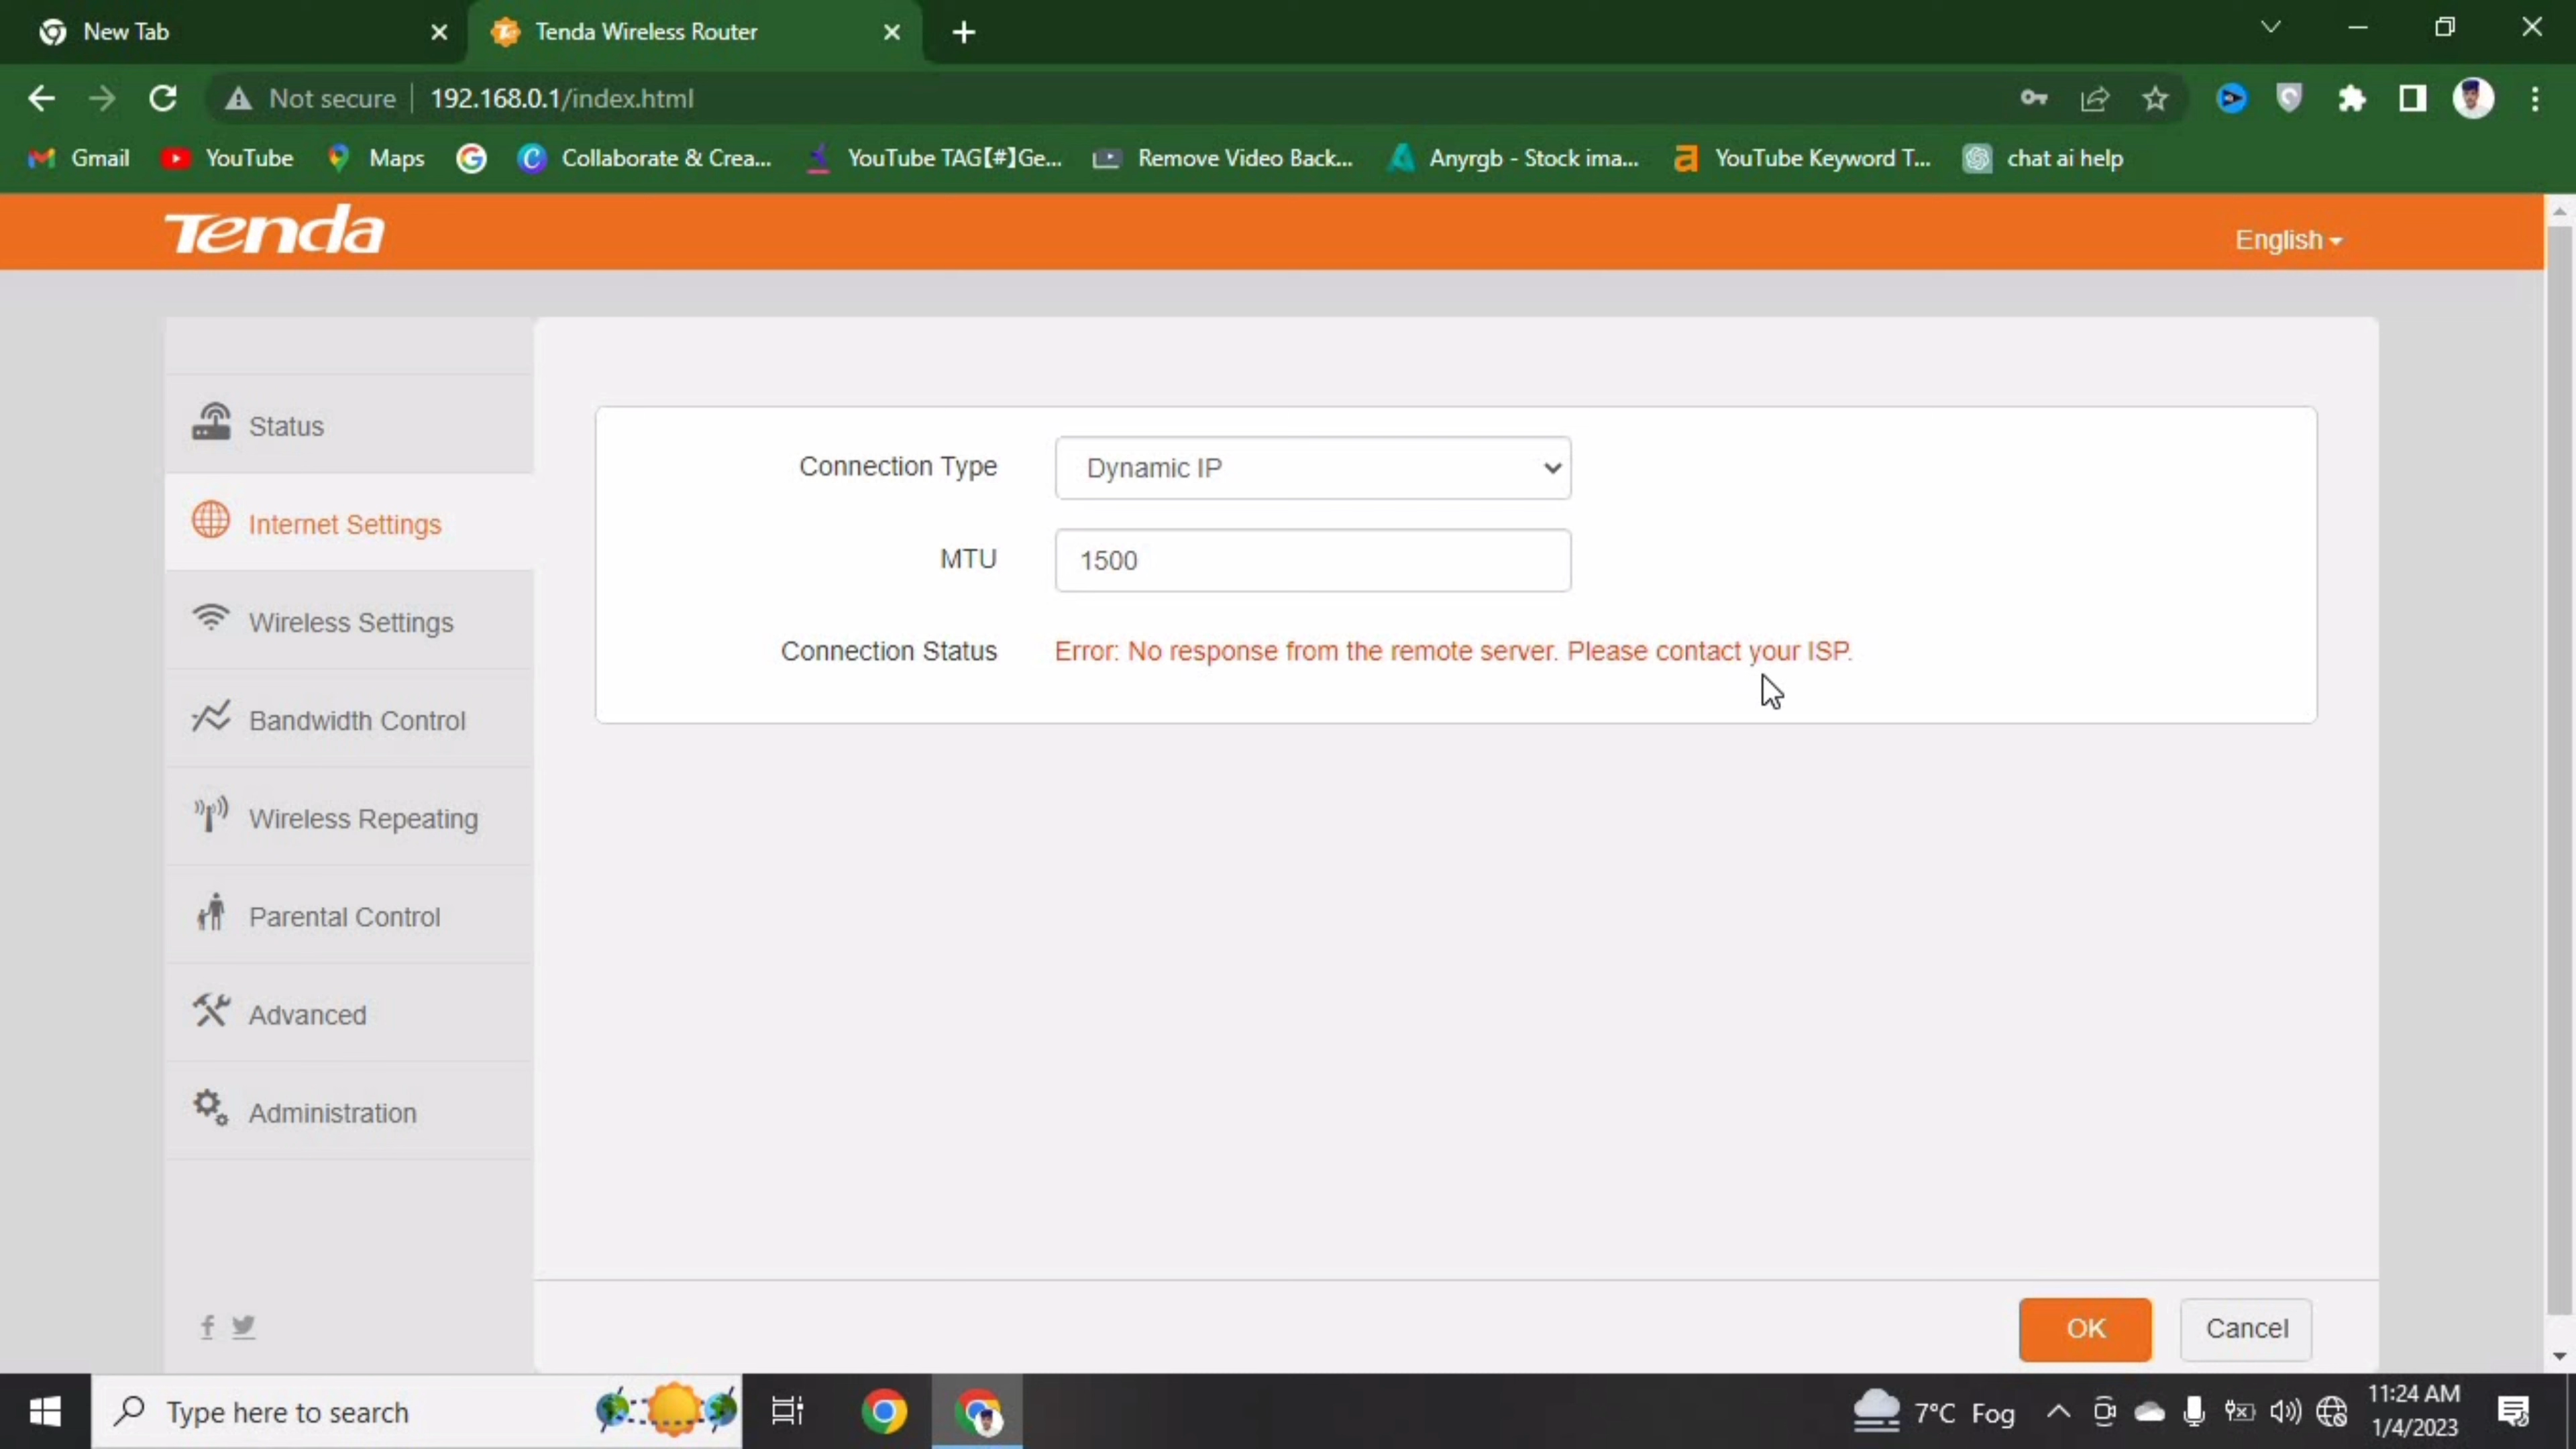 New Tab
Tenda Wireless Router
Not secure
192.168.0.1/index.html
Gmail
YouTube
Maps
Collaborate & Crea...
YouTube TAG【#】Ge...
Remove Video Back...
Anyrgb - Stock ima...
YouTube Keyword T...
chat ai help
Tenda
English
Status
Internet Settings
Wireless Settings
Bandwidth Control
Wireless Repeating
Parental Control
Advanced
Administration
Connection Type
Dynamic IP
MTU
1500
Connection Status
Error: No response from the remote server. Please contact your ISP.
OK
Cancel
Type here to search
7°C Fog
11:24 AM
1/4/2023